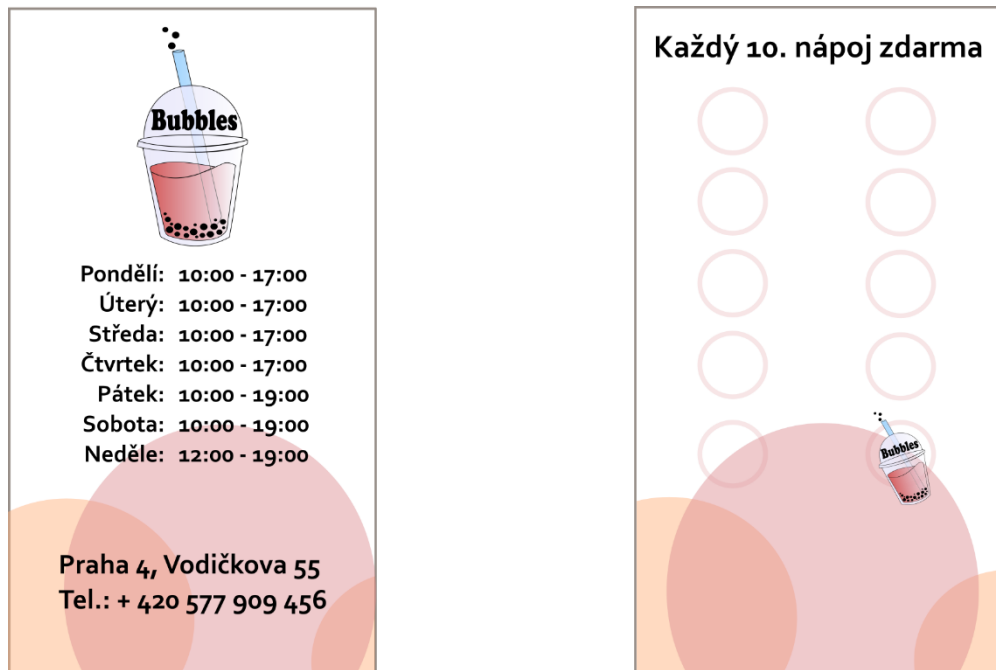 Bubbles
Pondělí: 10:00 - 17:00
Úterý: 10:00 - 17:00
Středa: 10:00 - 17:00
Čtvrtek: 10:00 - 17:00
Pátek: 10:00 - 19:00
Sobota: 10:00 - 19:00
Neděle: 12:00 - 19:00
Praha 4, Vodičkova 55
Tel.: + 420 577 909 456
Každý 10. nápoj zdarma
Bubbles